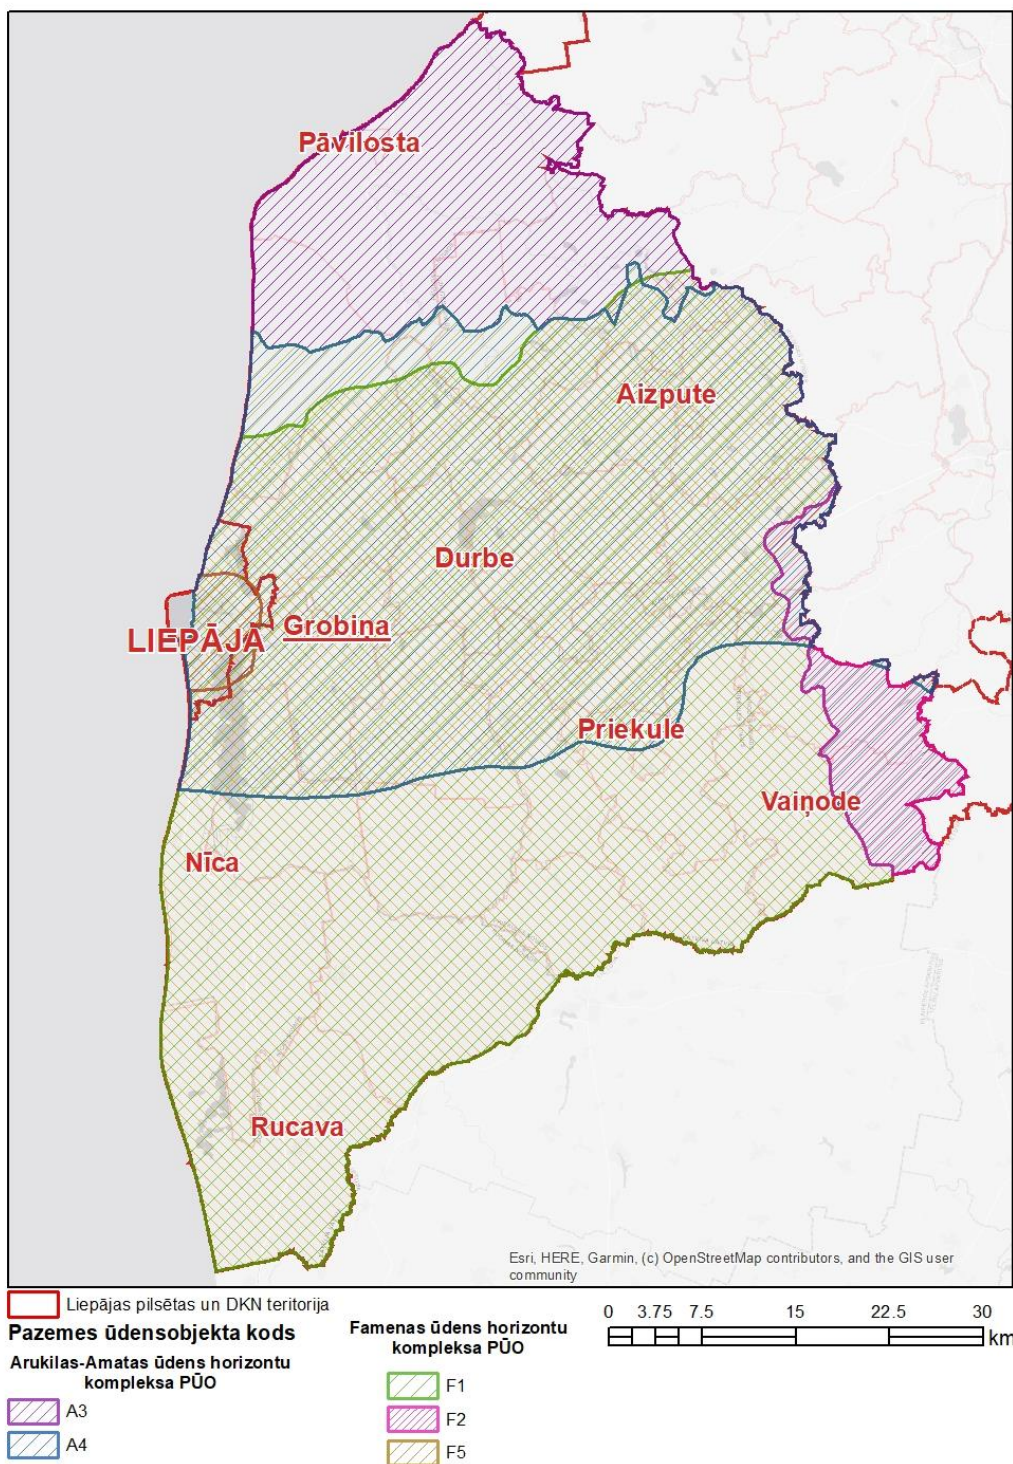 Pāvilosta
Aizpute
Durbe
LIEPĀJA
Grobiņa
Priekule
Vaiņode
Nīca
Rucava
Esri, HERE, Garmin, (c) OpenStreetMap contributors, and the GIS user
community
Liepājas pilsētas un DKN teritorija
Pazemes ūdensobjekta kods
Arukilas-Amatas ūdens horizontu
kompleksa PŪO
A3
A4
Famenas ūdens horizontu
kompleksa PŪO
F1
F2
F5
0 3.75 7.5 15 22.5 30
km